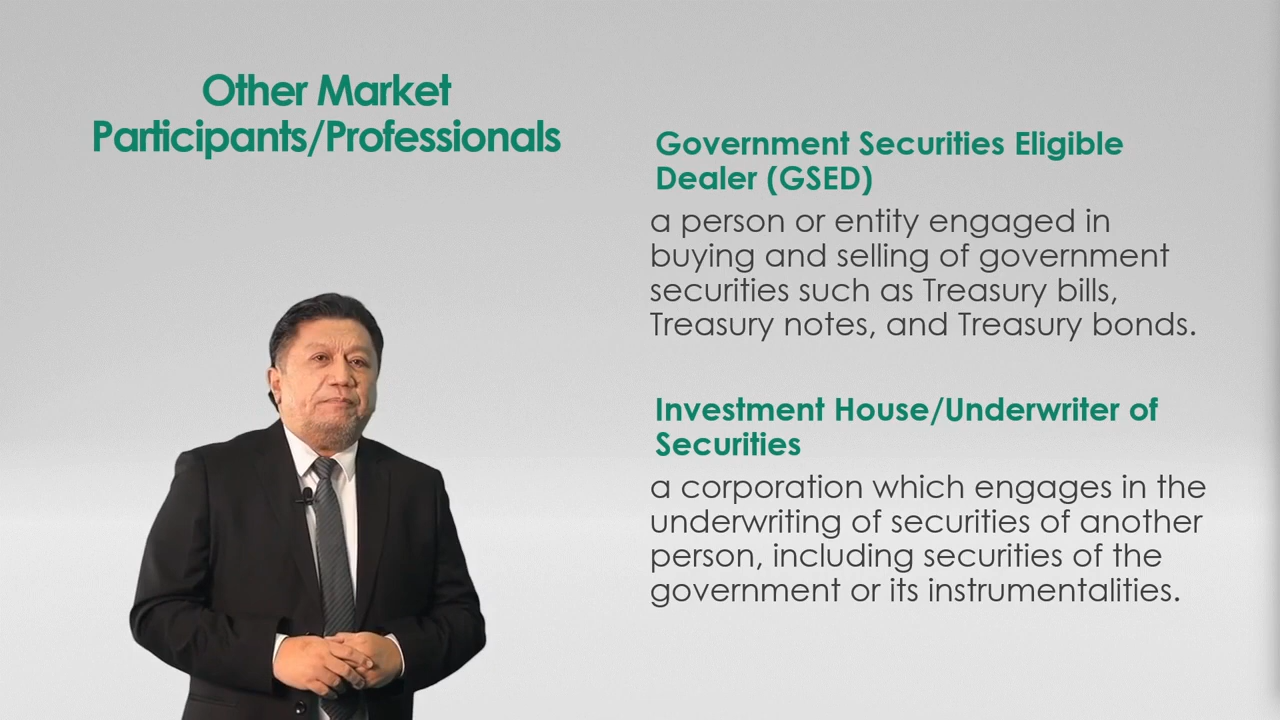 Other Market
Participants/Professionals
Government Securities Eligible
Dealer (GSED)
a person or entity engaged in
buying and selling of government
securities such as Treasury bills,
Treasury notes, and Treasury bonds.
Investment House/Underwriter of
Securities
a corporation which engages in the
underwriting of securities of another
person, including securities of the
government or its instrumentalities.